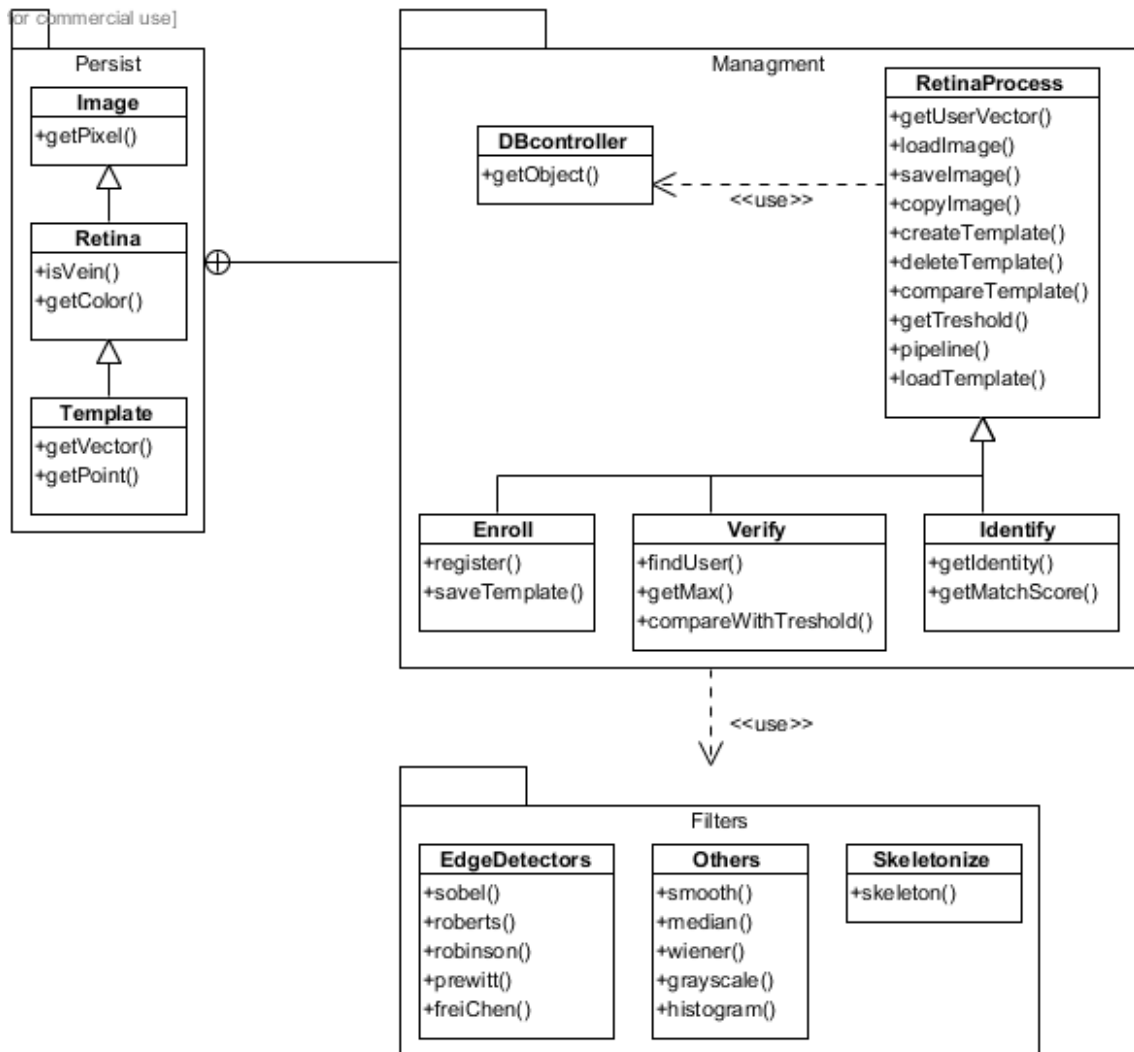 for commercial use]
Persist
Image
+getPixel()
Retina
+isVein()
+getColor()
Template
+getVector()
+getPoint()
Managment
DBcontroller
+getObject()
<<use>>
RetinaProcess
+getUserVector()
+loadImage()
+saveImage()
+copyImage()
+createTemplate()
+deleteTemplate()
+compareTemplate()
+getTreshold()
+pipeline()
+loadTemplate()
Enroll
+register()
+saveTemplate()
Verify
+findUser()
+getMax()
+compareWithTreshold()
Identify
+getIdentity()
+getMatchScore()
<<use>>
Filters
EdgeDetectors
+sobel()
+roberts()
+robinson()
+prewitt()
+freiChen()
Others
+smooth()
+median()
+wiener()
+grayscale()
+histogram()
Skeletonize
+skeleton()